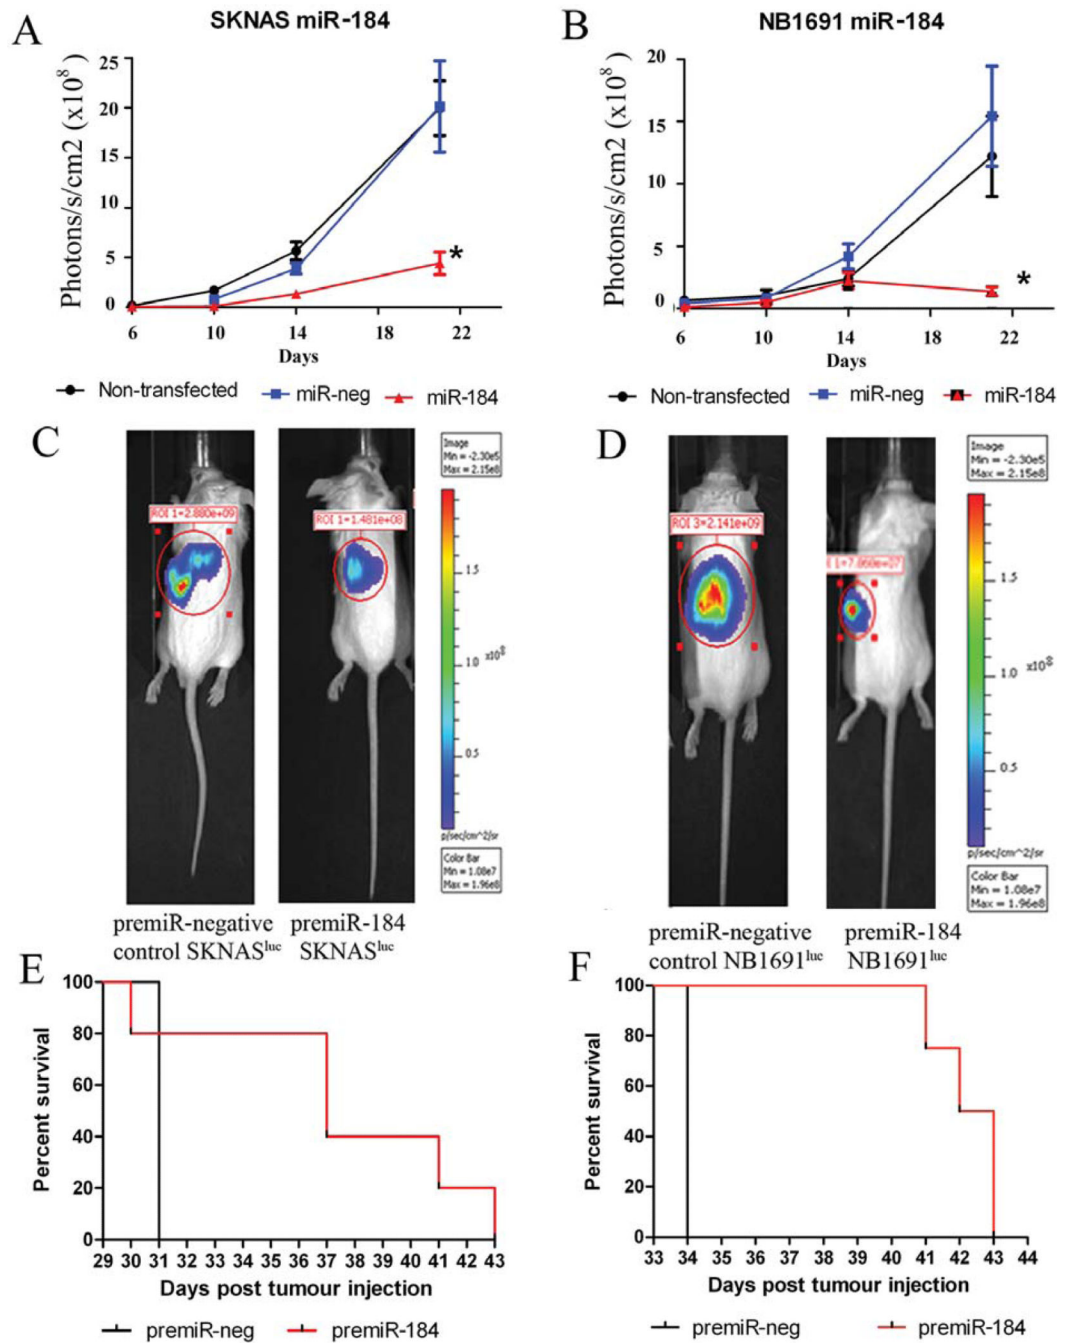 A
SKNAS miR-184
Photons/s/cm2 (x10⁸)
25
20
15
10
5
0
6 10 14 18 22
*
Days
Non-transfected miR-neg miR-184
B
NB1691 miR-184
Photons/s/cm2 (x10⁸)
20
15
10
5
0
6 10 14 18 22
*
Days
Non-transfected miR-neg miR-184
C
ROI 1=2.880e+09
ROI 1=1.481e+08
Image
Min = -2.30e5
Max = 2.15e8
1.5
1.0 x10⁸
0.5
p/sec/cm^2/sr
Color Bar
Min = 1.08e7
Max = 1.96e8
premiR-negative
control SKNASˡᵘᶜ
premiR-184
SKNASˡᵘᶜ
D
ROI 3=2.141e+09
Image
Min = -2.30e5
Max = 2.15e8
1.5
1.0 x10⁸
0.5
p/sec/cm^2/sr
Color Bar
Min = 1.08e7
Max = 1.96e8
premiR-negative
control NB1691ˡᵘᶜ
premiR-184
NB1691ˡᵘᶜ
E
Percent survival
100
80
60
40
20
0
29 30 31 32 33 34 35 36 37 38 39 40 41 42 43
Days post tumour injection
premiR-neg premiR-184
F
Percent survival
100
80
60
40
20
0
33 34 35 36 37 38 39 40 41 42 43 44
Days post tumour injection
premiR-neg premiR-184